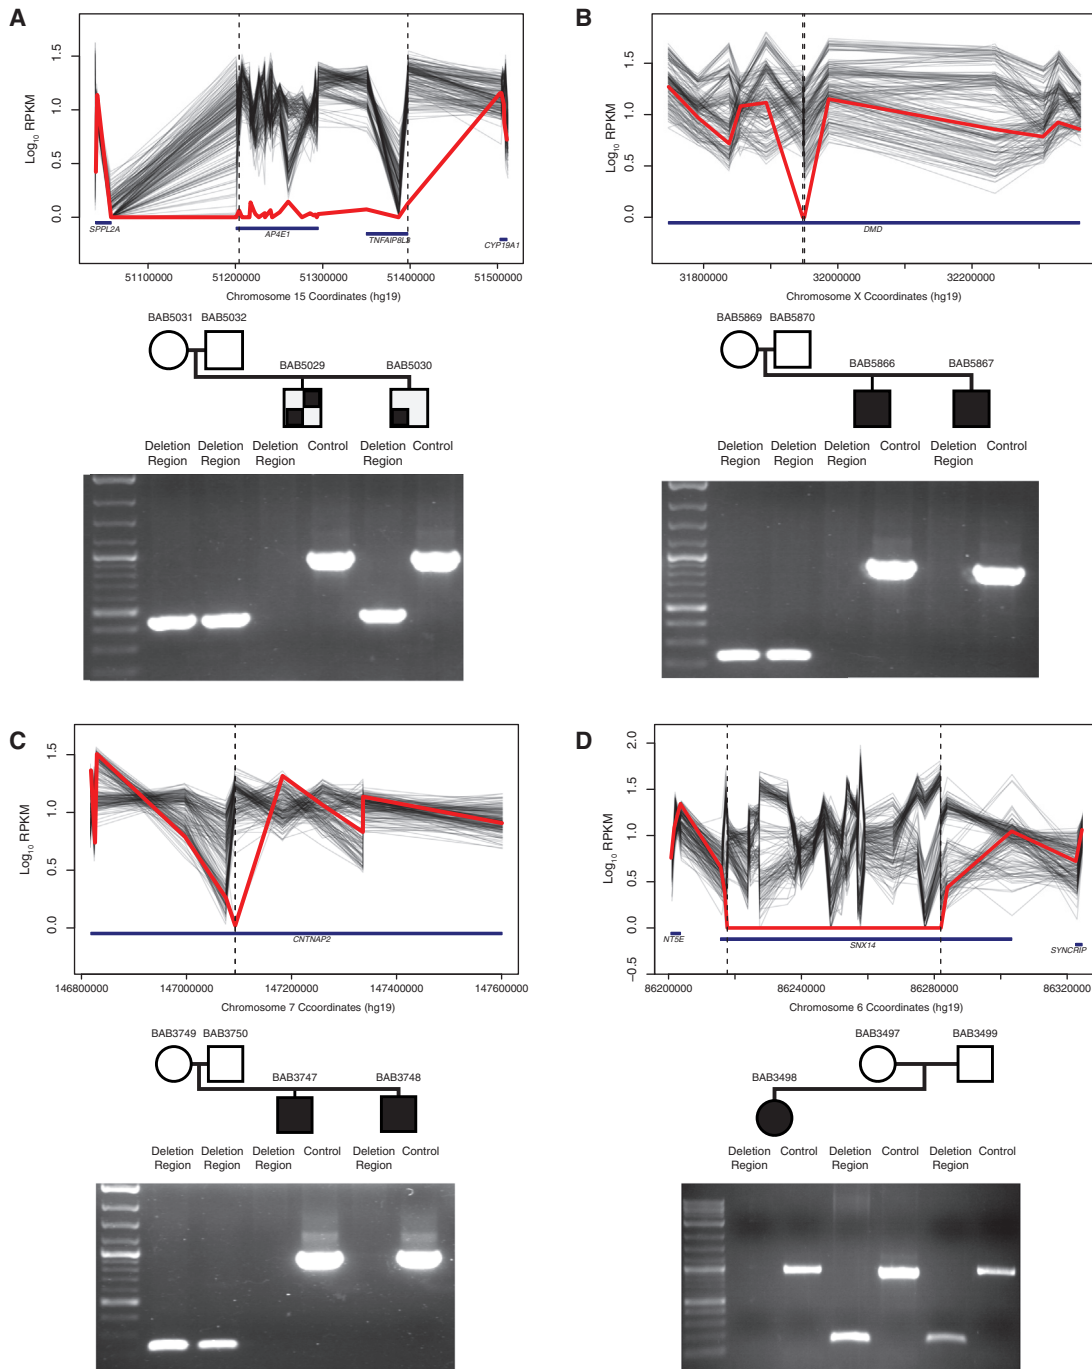 A
1.5
1.0
0.5
0.0
Log10 RPKM
SPPL2A
AP4E1
TNFAIP8L3
CYP19A1
51100000 51200000 51300000 51400000 51500000
Chromosome 15 Coordinates (hg19)
BAB5031 BAB5032
BAB5029 BAB5030
Deletion Region Deletion Region Deletion Region Control Deletion Region Control
B
1.5
1.0
0.5
0.0
Log10 RPKM
DMD
31800000 32000000 32200000
Chromosome X Ccoordinates (hg19)
BAB5869 BAB5870
BAB5866 BAB5867
Deletion Region Deletion Region Deletion Region Control Deletion Region Control
C
1.5
1.0
0.5
0.0
Log10 RPKM
CNTNAP2
146800000 147000000 147200000 147400000 147600000
Chromosome 7 Ccoordinates (hg19)
BAB3749 BAB3750
BAB3747 BAB3748
Deletion Region Deletion Region Deletion Region Control Deletion Region Control
D
2.0
1.5
1.0
0.5
0.0
−0.5
Log10 RPKM
NT5E
SNX14
SYNCRIP
86200000 86240000 86280000 86320000
Chromosome 6 Ccoordinates (hg19)
BAB3497 BAB3499
BAB3498
Deletion Region Control Deletion Region Control Deletion Region Control